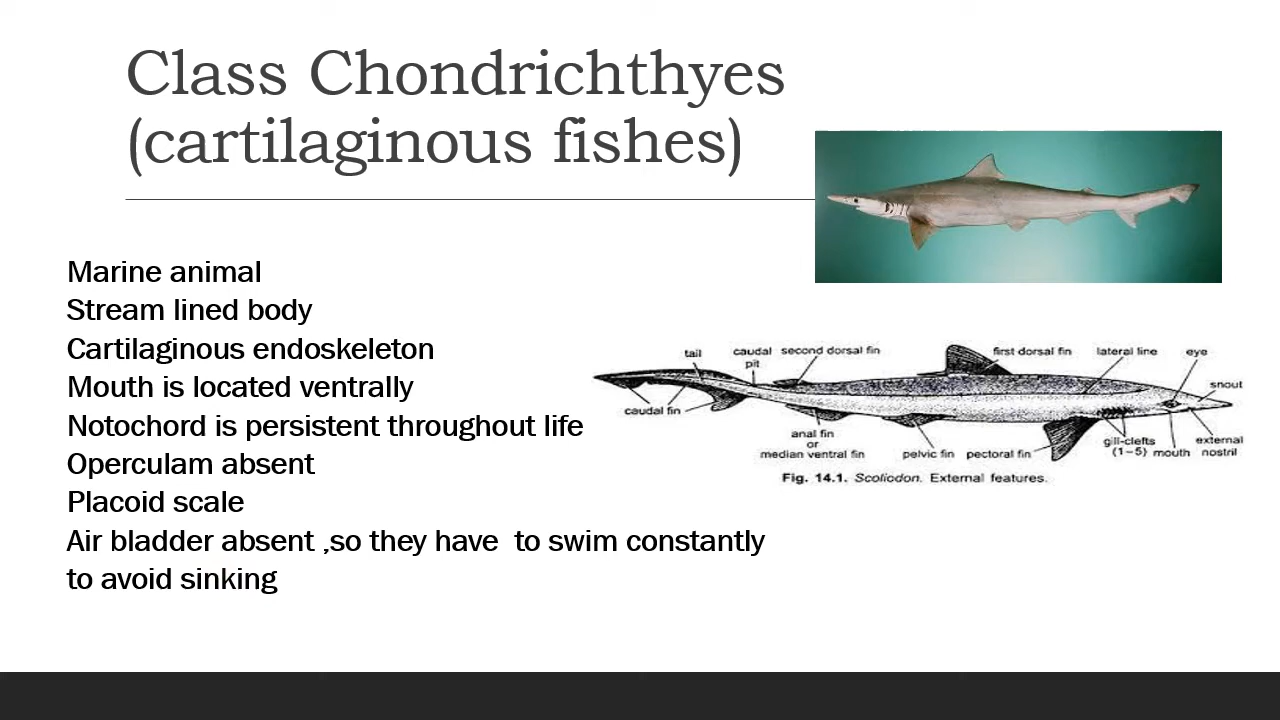 Class Chondrichthyes
(cartilaginous fishes)
Marine animal
Stream lined body
Cartilaginous endoskeleton
Mouth is located ventrally
Notochord is persistent throughout life
Operculam absent
Placoid scale
Air bladder absent ,so they have  to swim constantly
to avoid sinking
tail
caudal
pit
second dorsal fin
first dorsal fin
lateral line
eye
snout
caudal fin
anal fin
or
median ventral fin
pelvic fin
pectoral fin
gill-clefts
(1–5)
mouth
external
nostril
Fig. 14.1. Scoliodon. External features.